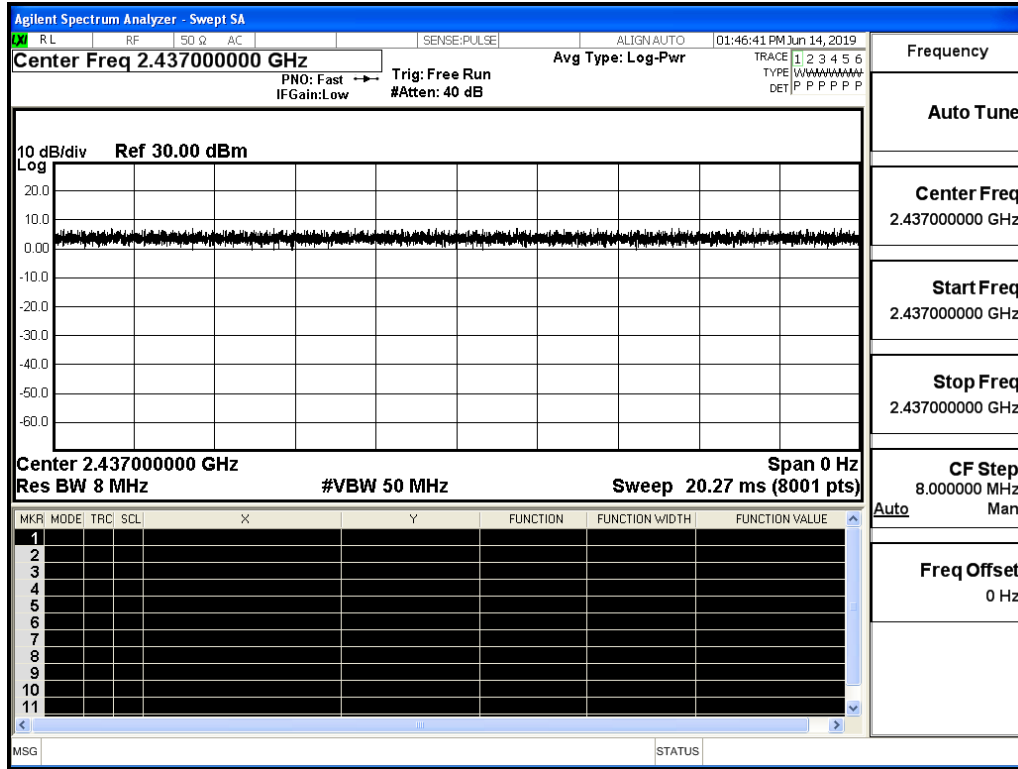 Agilent Spectrum Analyzer - Swept SA
LXI RL RF 50 Ω AC SENSE:PULSE ALIGN AUTO 01:46:41 PM Jun 14, 2019
Center Freq 2.437000000 GHz
PNO: Fast
IFGain:Low
Trig: Free Run
#Atten: 40 dB
Avg Type: Log-Pwr
TRACE 1 2 3 4 5 6
TYPE
DET P P P P P P
10 dB/div Ref 30.00 dBm
Log
20.0
10.0
0.00
-10.0
-20.0
-30.0
-40.0
-50.0
-60.0
Center 2.437000000 GHz Span 0 Hz
Res BW 8 MHz #VBW 50 MHz Sweep 20.27 ms (8001 pts)
MKR MODE TRC SCL X Y FUNCTION FUNCTION WIDTH FUNCTION VALUE
1
2
3
4
5
6
7
8
9
10
11
MSG STATUS
Frequency
Auto Tune
Center Freq
2.437000000 GHz
Start Freq
2.437000000 GHz
Stop Freq
2.437000000 GHz
CF Step
8.000000 MHz
Auto Man
Freq Offset
0 Hz